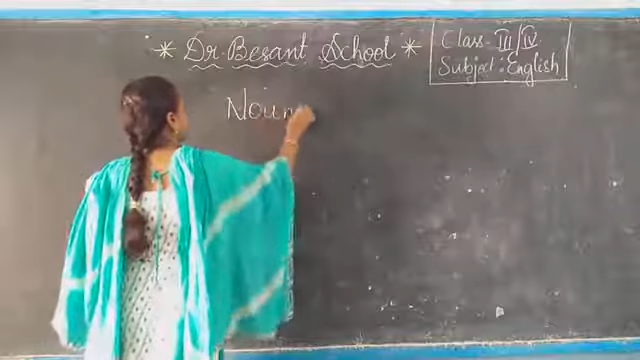 * Dr. Besant School *
Class - III/IV
Subject : English
Noun